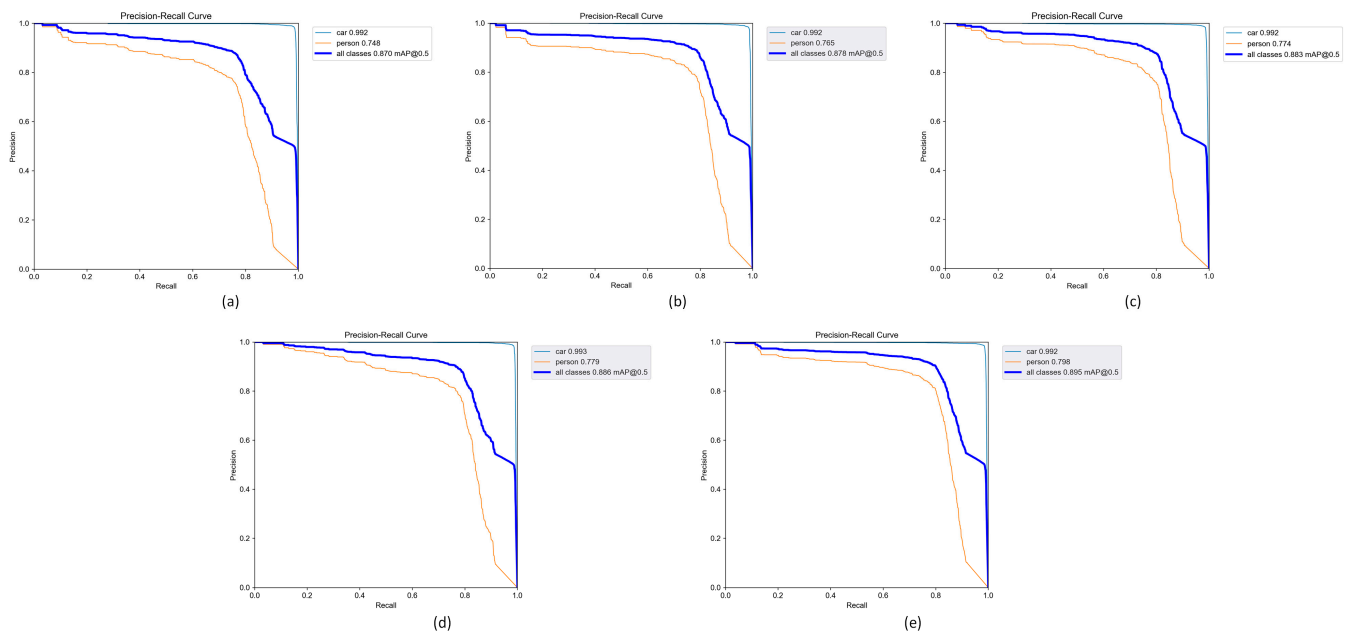 Precision-Recall Curve
1.0
0.8
0.6
0.4
0.2
0.0
Precision
0.0 0.2 0.4 0.6 0.8 1.0
Recall
car 0.992
person 0.748
all classes 0.870 mAP@0.5
(a)
Precision-Recall Curve
1.0
0.8
0.6
0.4
0.2
0.0
Precision
0.0 0.2 0.4 0.6 0.8 1.0
Recall
car 0.992
person 0.765
all classes 0.878 mAP@0.5
(b)
Precision-Recall Curve
1.0
0.8
0.6
0.4
0.2
0.0
Precision
0.0 0.2 0.4 0.6 0.8 1.0
Recall
car 0.992
person 0.774
all classes 0.883 mAP@0.5
(c)
Precision-Recall Curve
1.0
0.8
0.6
0.4
0.2
0.0
Precision
0.0 0.2 0.4 0.6 0.8 1.0
Recall
car 0.993
person 0.779
all classes 0.886 mAP@0.5
(d)
Precision-Recall Curve
1.0
0.8
0.6
0.4
0.2
0.0
Precision
0.0 0.2 0.4 0.6 0.8 1.0
Recall
car 0.992
person 0.798
all classes 0.895 mAP@0.5
(e)